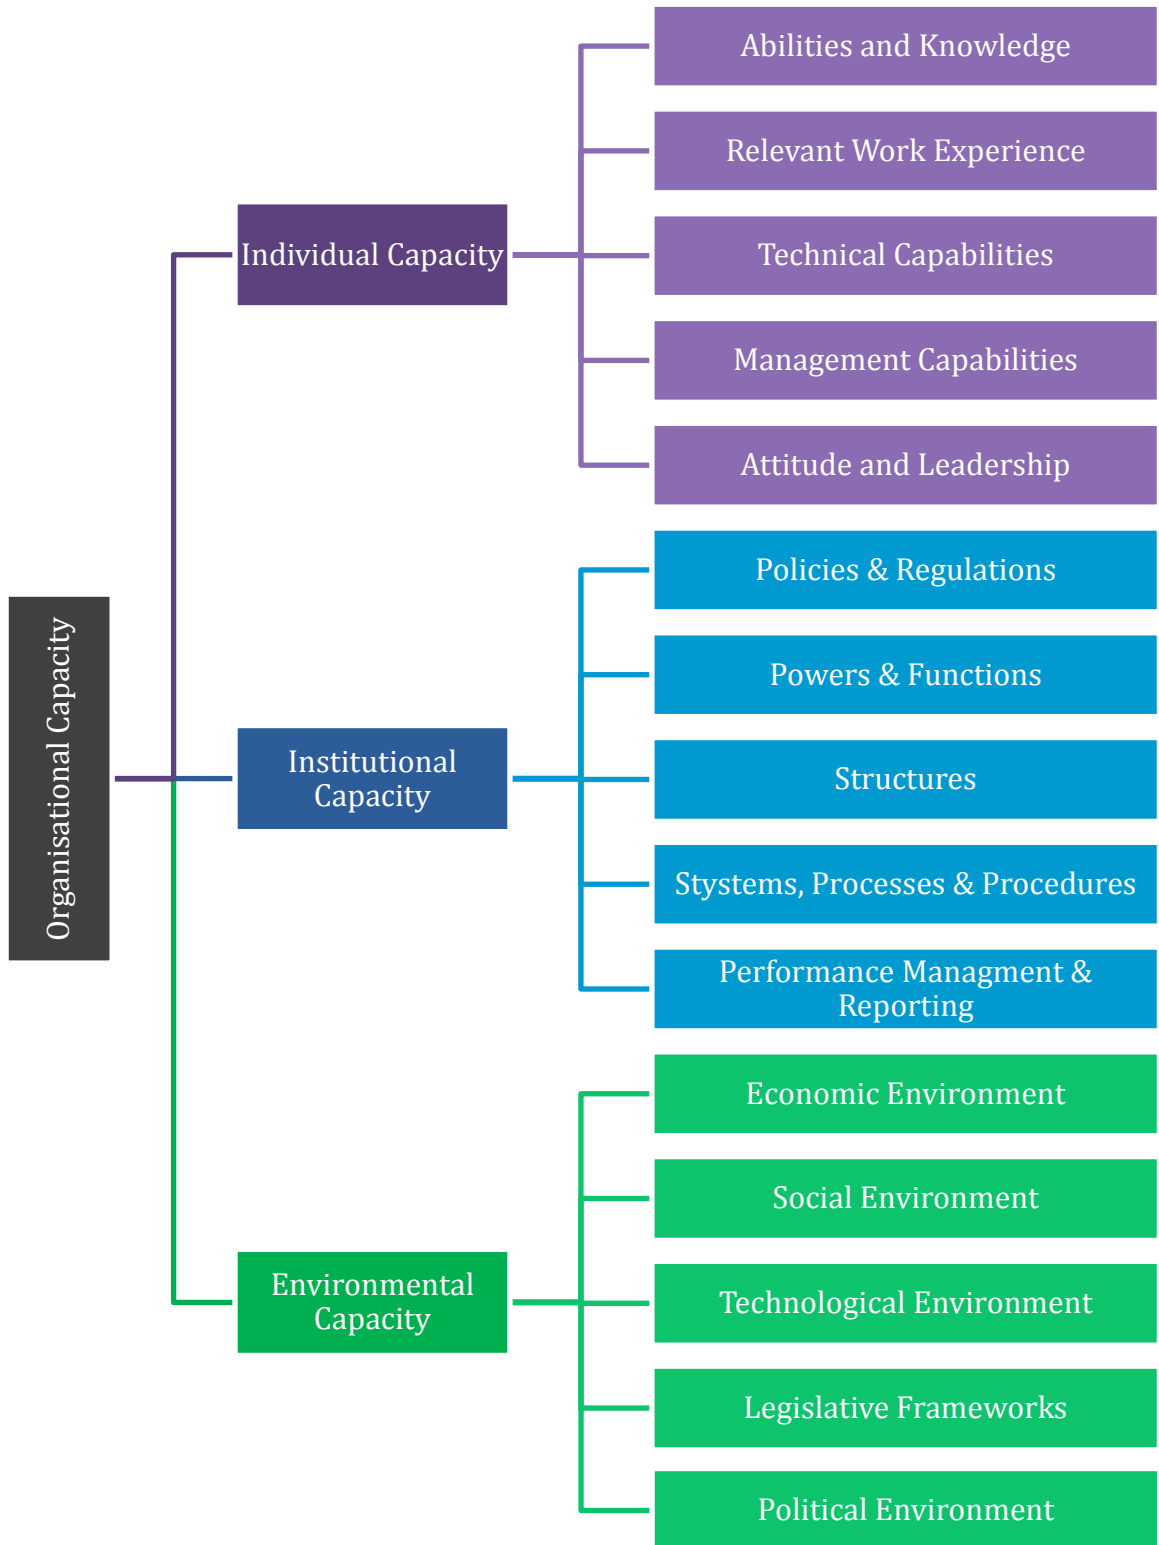 Organisational Capacity
Individual Capacity
Abilities and Knowledge
Relevant Work Experience
Technical Capabilities
Management Capabilities
Attitude and Leadership
Institutional
Capacity
Policies & Regulations
Powers & Functions
Structures
Stystems, Processes & Procedures
Performance Managment &
Reporting
Environmental
Capacity
Economic Environment
Social Environment
Technological Environment
Legislative Frameworks
Political Environment